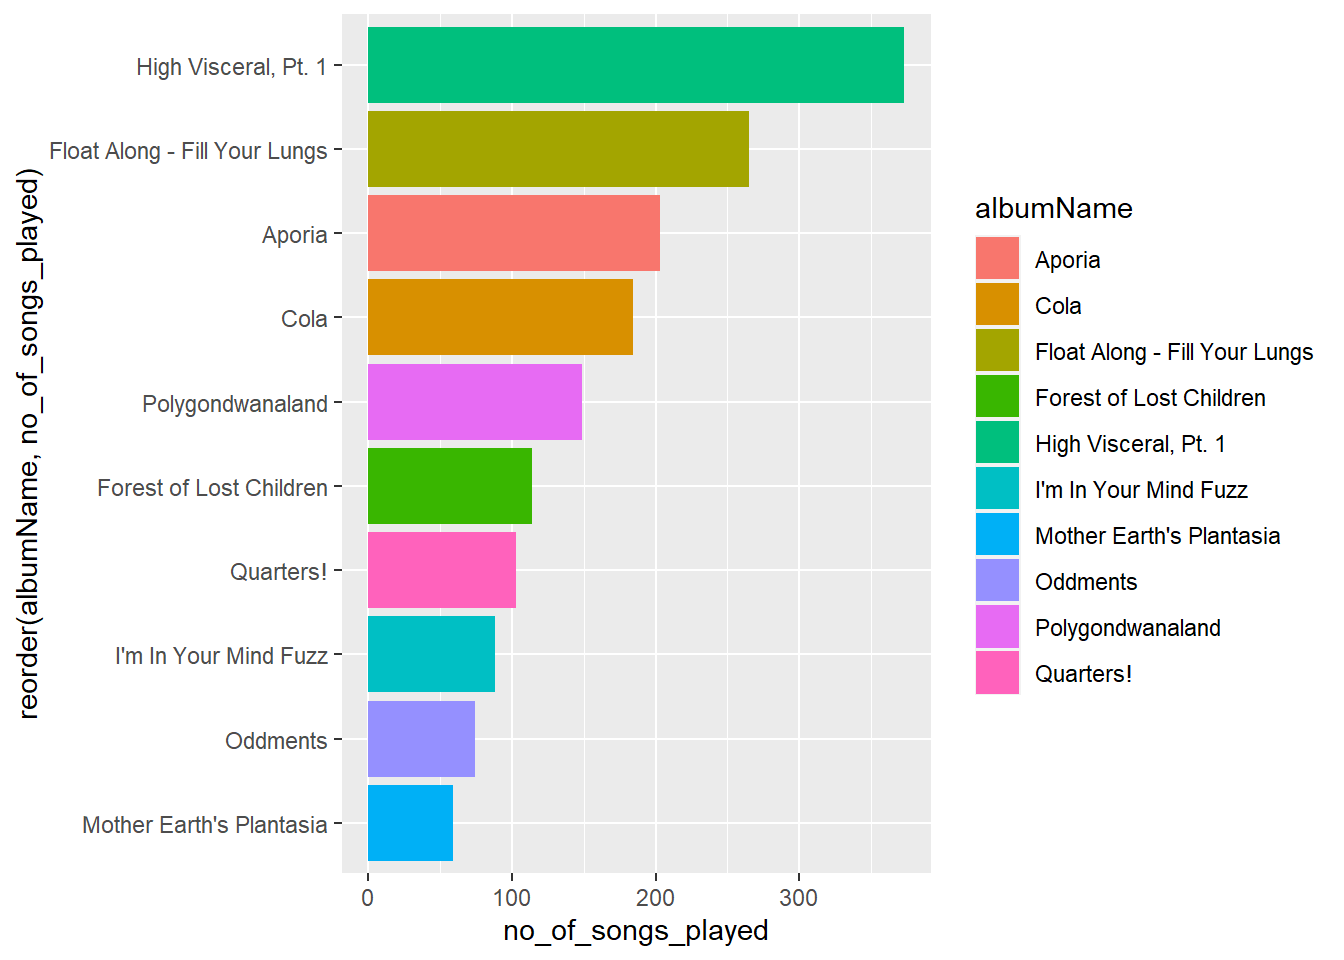 reorder(albumName, no_of_songs_played)
High Visceral, Pt. 1
Float Along - Fill Your Lungs
Aporia
Cola
Polygondwanaland
Forest of Lost Children
Quarters!
I'm In Your Mind Fuzz
Oddments
Mother Earth's Plantasia
0 100 200 300
no_of_songs_played
albumName
Aporia
Cola
Float Along - Fill Your Lungs
Forest of Lost Children
High Visceral, Pt. 1
I'm In Your Mind Fuzz
Mother Earth's Plantasia
Oddments
Polygondwanaland
Quarters!